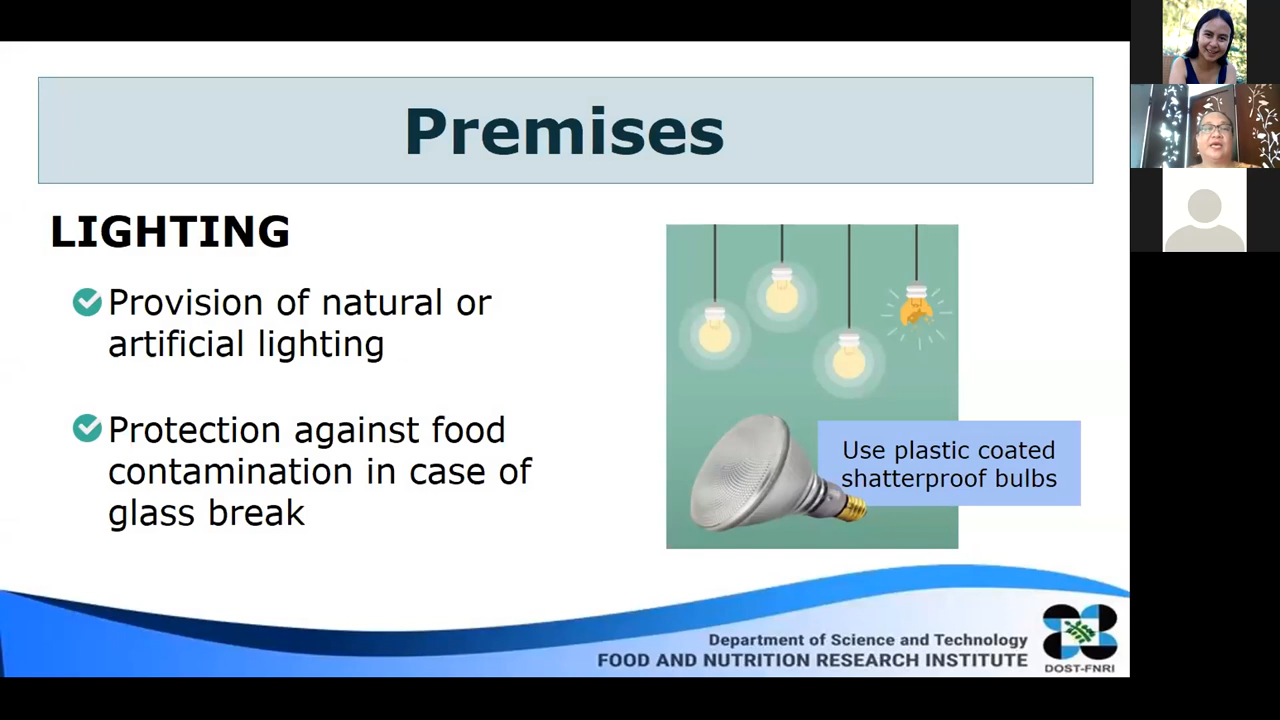 Premises
LIGHTING
Provision of natural or
artificial lighting
Protection against food
contamination in case of
glass break
Use plastic coated
shatterproof bulbs
Department of Science and Technology
FOOD AND NUTRITION RESEARCH INSTITUTE
DOST-FNRI